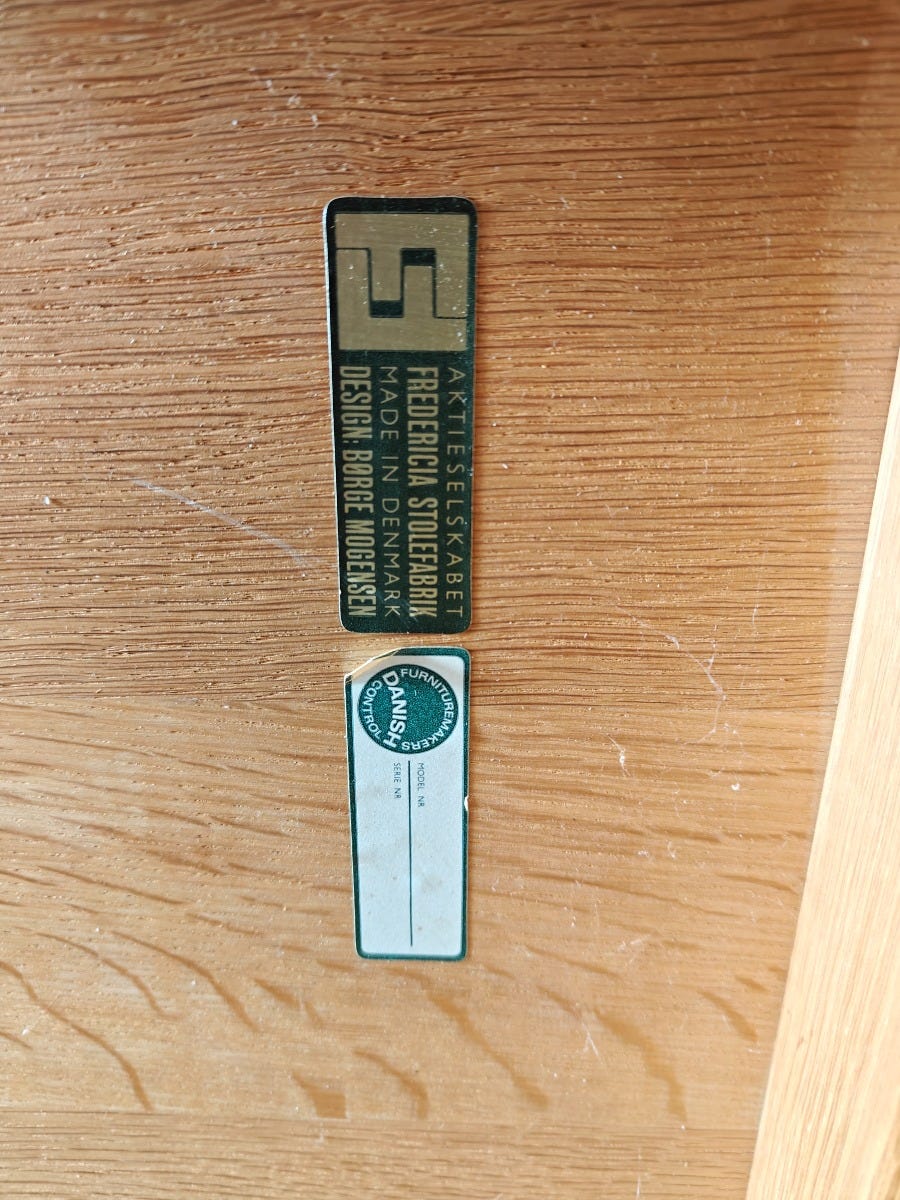 AKTIESELSKABET
FREDERICIA STOLEFABRIK
MADE IN DENMARK
DESIGN: BØRGE MOGENSEN
FURNITUREMAKERS
DANISH
CONTROL
MODEL NR
SERIE NR